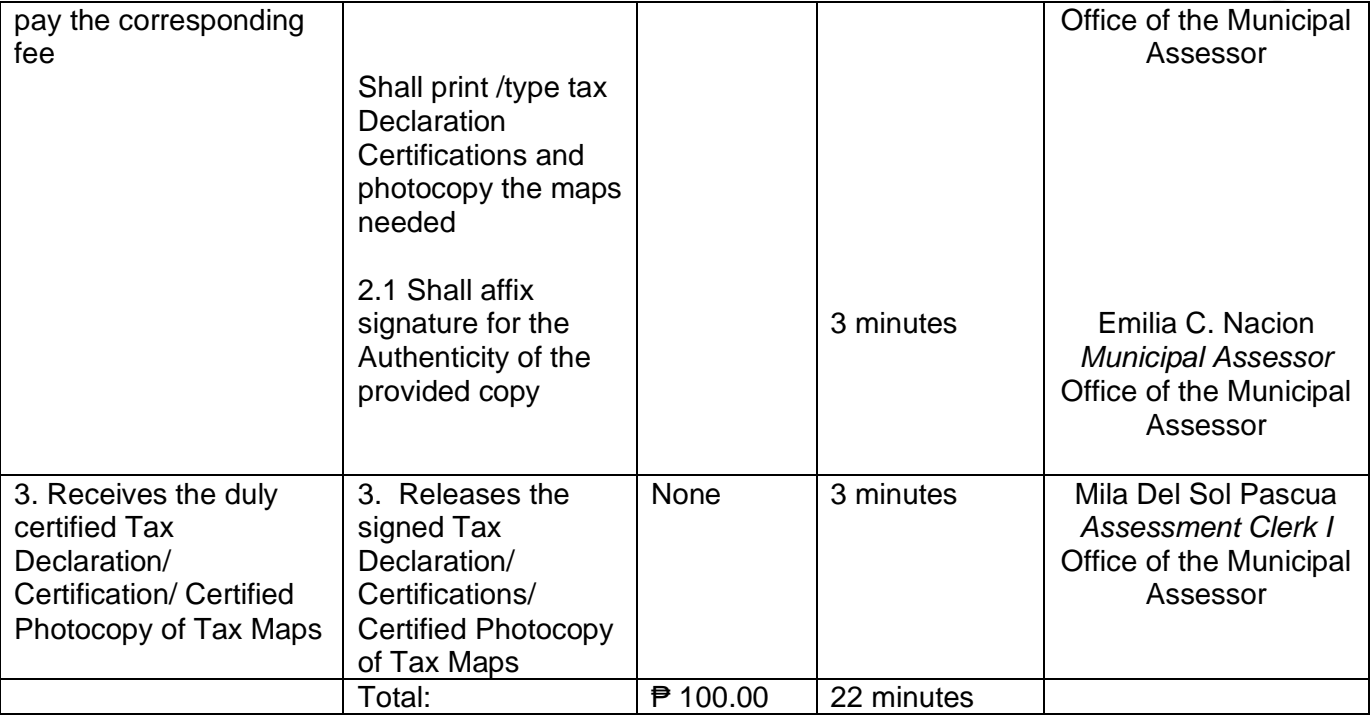 pay the corresponding
fee
Shall print /type tax
Declaration
Certifications and
photocopy the maps
needed
2.1 Shall affix
signature for the
Authenticity of the
provided copy
3 minutes
Office of the Municipal
Assessor
Emilia C. Nacion
Municipal Assessor
Office of the Municipal
Assessor
3. Receives the duly
certified Tax
Declaration/
Certification/ Certified
Photocopy of Tax Maps
3. Releases the
signed Tax
Declaration/
Certifications/
Certified Photocopy
of Tax Maps
None
3 minutes
Mila Del Sol Pascua
Assessment Clerk I
Office of the Municipal
Assessor
Total:
₱ 100.00
22 minutes